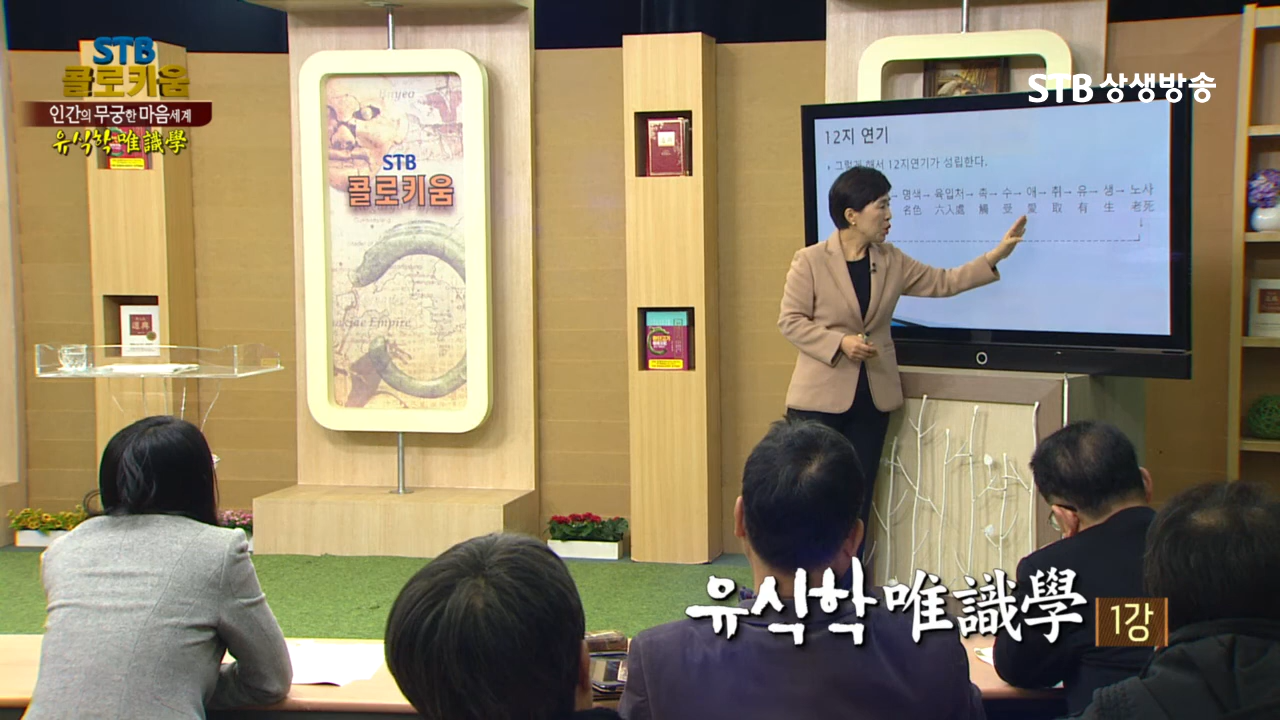 STB
콜로키움
인간의 무궁한 마음세계
유식학 唯識學
STB 상생방송
STB
콜로키움
12지 연기
그렇게 해서 12지연기가 성립한다.
→ 명색→ 육입처→ 촉→ 수→ 애→ 취→ 유→ 생→ 노사
名色 六入處 觸 受 愛 取 有 生 老死
道典
유식학 唯識學 1강